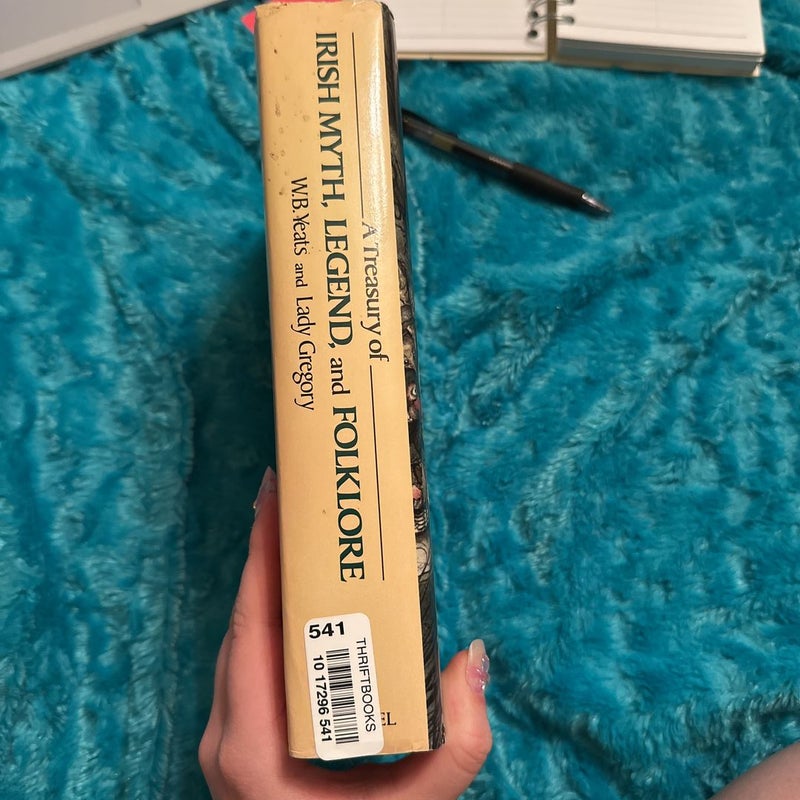 A Treasury of
IRISH MYTH, LEGEND, and FOLKLORE
W.B. Yeats and Lady Gregory
541
THRIFTBOOKS
10 17296 541
EL